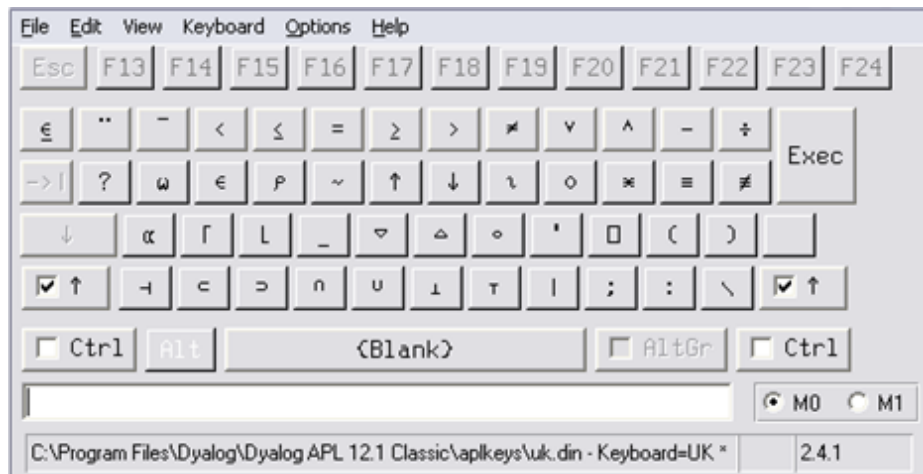 File Edit View Keyboard Options Help
Esc F13 F14 F15 F16 F17 F18 F19 F20 F21 F22 F23 F24
⍷ ¨ ¯ < ≤ = ≥ > ≠ ∨ ∧ - ÷
Exec
->| ? ⍵ ∊ ⍴ ~ ↑ ↓ ⍳ ○ * ≡ ≢
↓ ⍺ ⌈ ⌊ _ ∇ ∆ ∘ ' ⎕ ( )
↑ ⊣ ⊂ ⊃ ∩ ∪ ⊥ ⊤ | ; : \ ↑
Ctrl Alt {Blank} AltGr Ctrl
M0 M1
C:\Program Files\Dyalog\Dyalog APL 12.1 Classic\aplkeys\uk.din - Keyboard=UK * 2.4.1